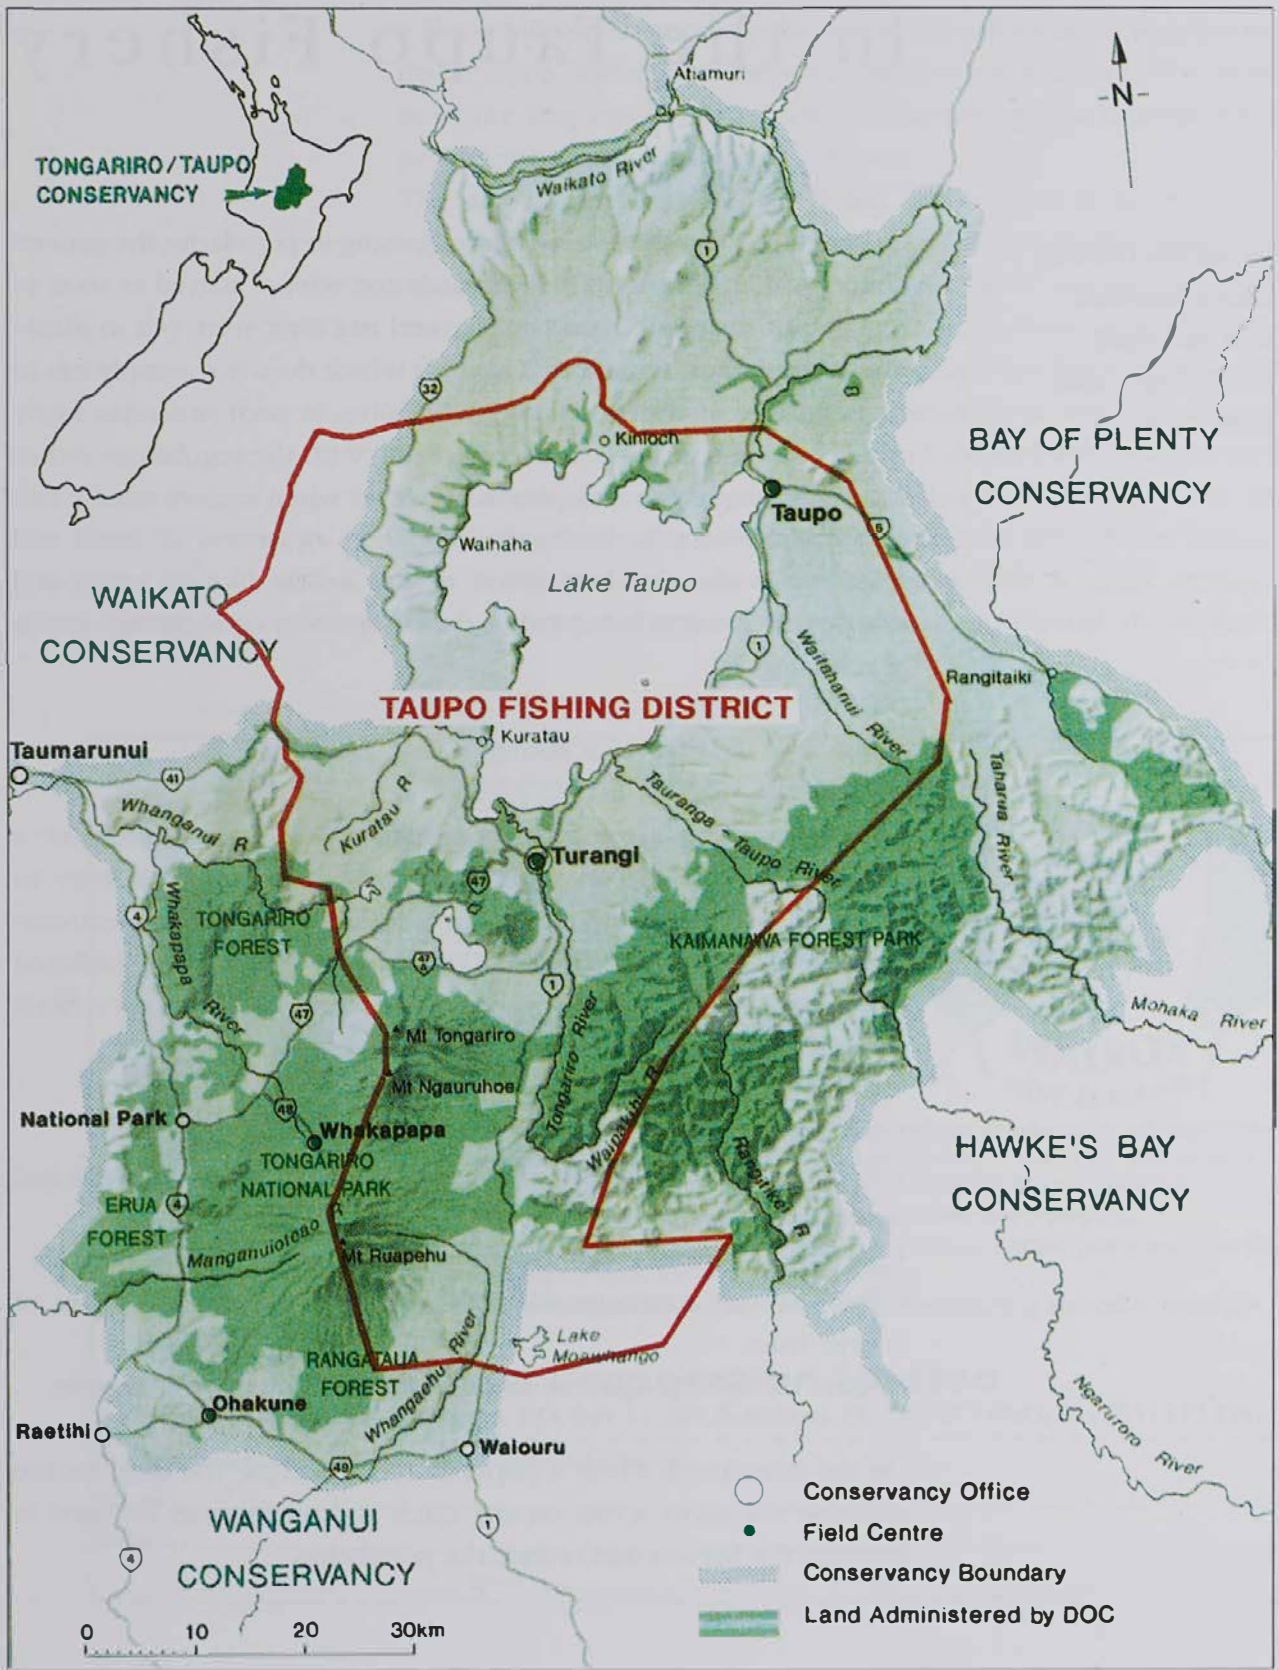 Atiamuri
N
TONGARIRO/TAUPO
CONSERVANCY
Waikato River
1
32
BAY OF PLENTY
CONSERVANCY
Kinloch
Taupo
5
Waihaha
Lake Taupo
WAIKATO
CONSERVANCY
1
Waitahanui River
Rangitaiki
TAUPO FISHING DISTRICT
Kuratau
Taumarunui
41
Whanganui R
Kuratau R
Tauranga - Taupo River
Taharua River
Turangi
47
4
Whakapapa River
TONGARIRO
FOREST
KAIMANAWA FOREST PARK
47
A
1
47
Mohaka River
Mt Tongariro
Tongariro River
Mt Ngauruhoe
Waipakihi R
National Park
48
Whakapapa
TONGARIRO
NATIONAL PARK
Rangitikei R
HAWKE'S BAY
CONSERVANCY
ERUA
FOREST
4
Manganuioteao R
Mt Ruapehu
Lake
Moawhango
RANGATAUA
FOREST
Whangaehu River
Ohakune
Raetihi
Waiouru
49
Ngaruroro River
WANGANUI
CONSERVANCY
1
4
Conservancy Office
Field Centre
Conservancy Boundary
Land Administered by DOC
0 10 20 30km